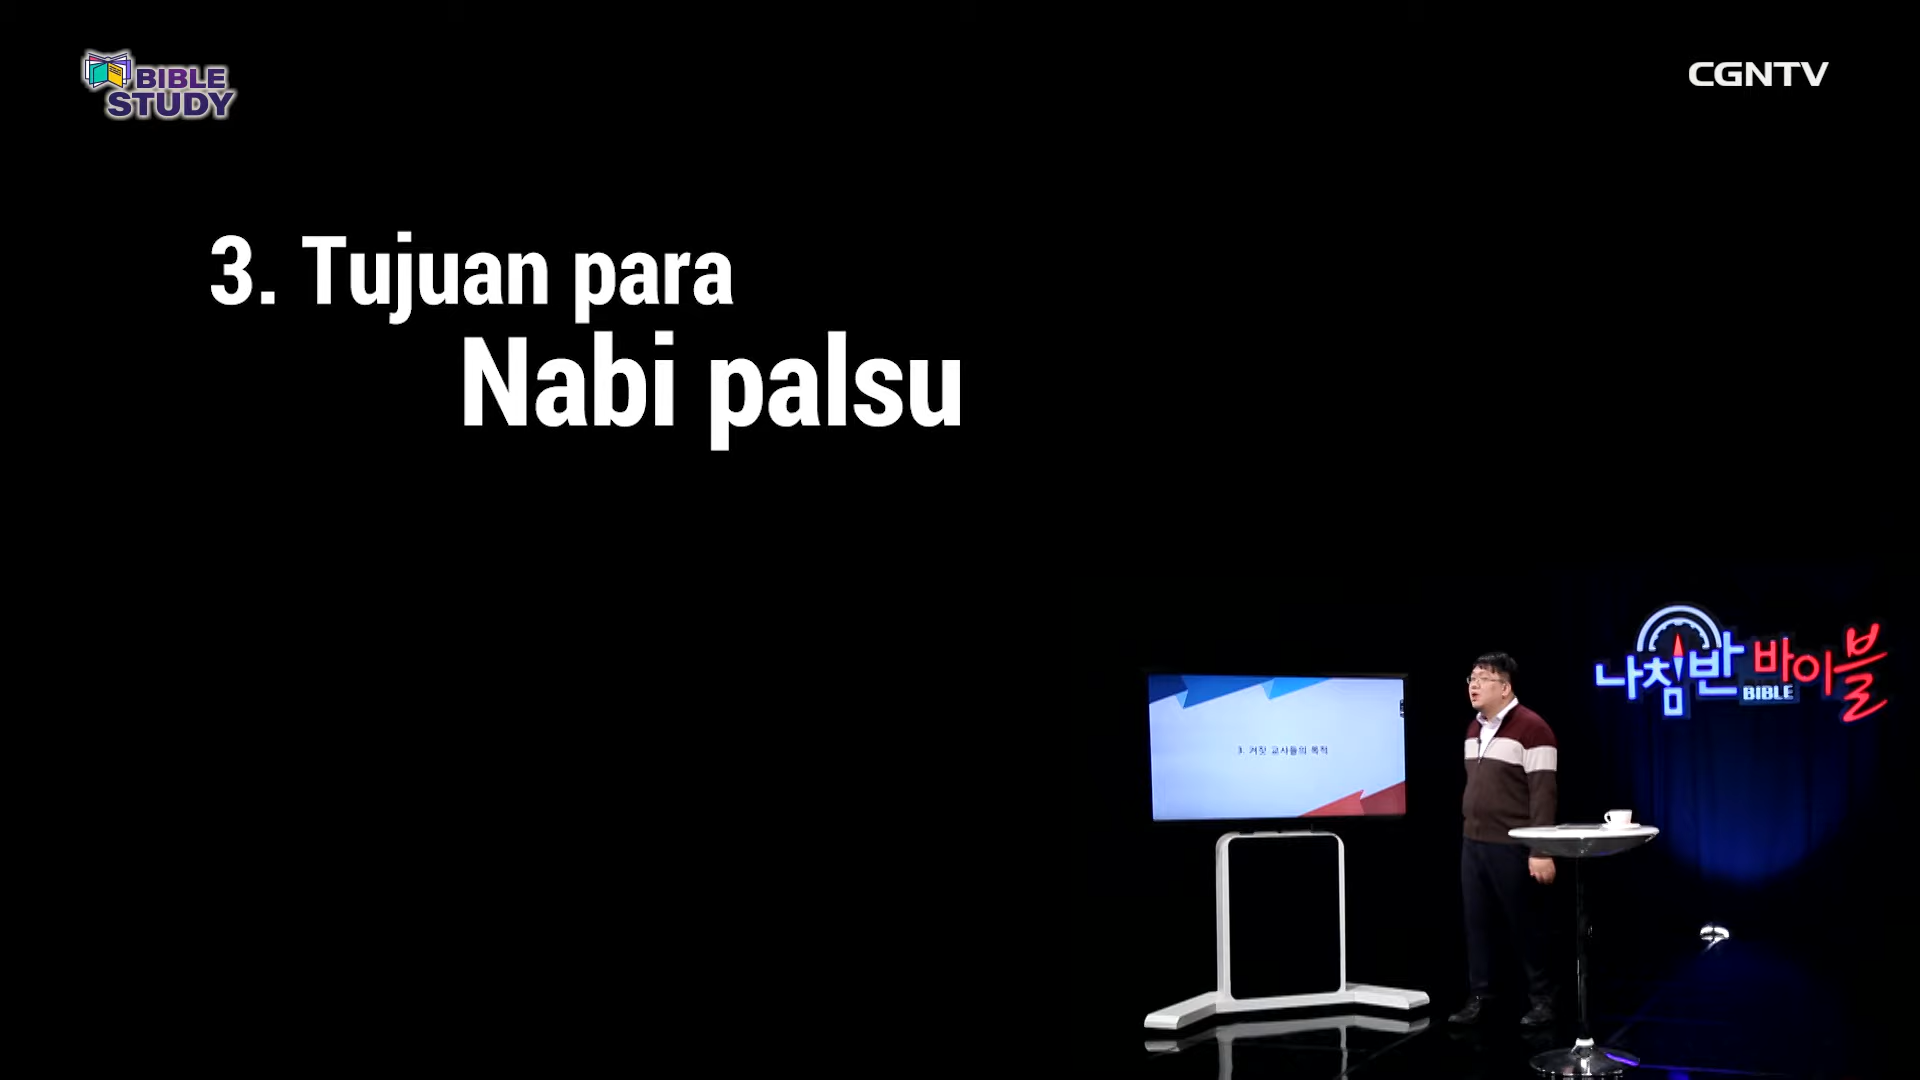 BIBLE
STUDY
CGNTV
3. Tujuan para
Nabi palsu
나침반 바이블
BIBLE
3. 거짓 교사들의 목적